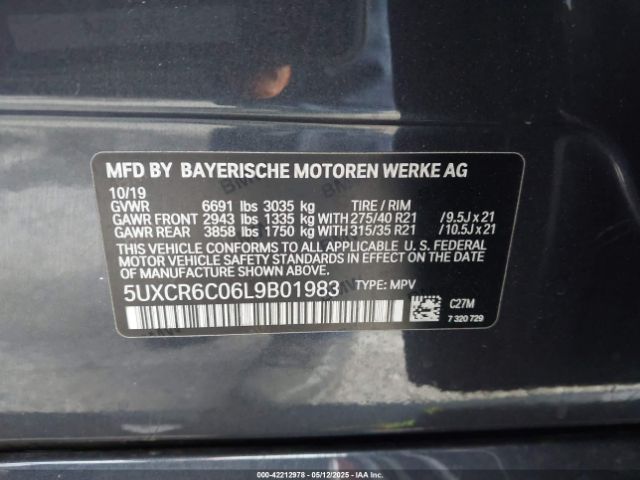 MFD BY BAYERISCHE MOTOREN WERKE AG
10/19
GVWR 6691 lbs 3035 kg TIRE / RIM
GAWR FRONT 2943 lbs 1335 kg WITH 275/40 R21 /9.5J x 21
GAWR REAR 3858 lbs 1750 kg WITH 315/35 R21 /10.5J x 21
THIS VEHICLE CONFORMS TO ALL APPLICABLE U. S. FEDERAL
MOTOR VEHICLE SAFETY STANDARDS IN EFFECT ON THE
DATE OF MANUFACTURE SHOWN ABOVE.
5UXCR6C06L9B01983 TYPE: MPV
C27M
7 320 729
000-42212978 - 05/12/2025 - IAAI.COM